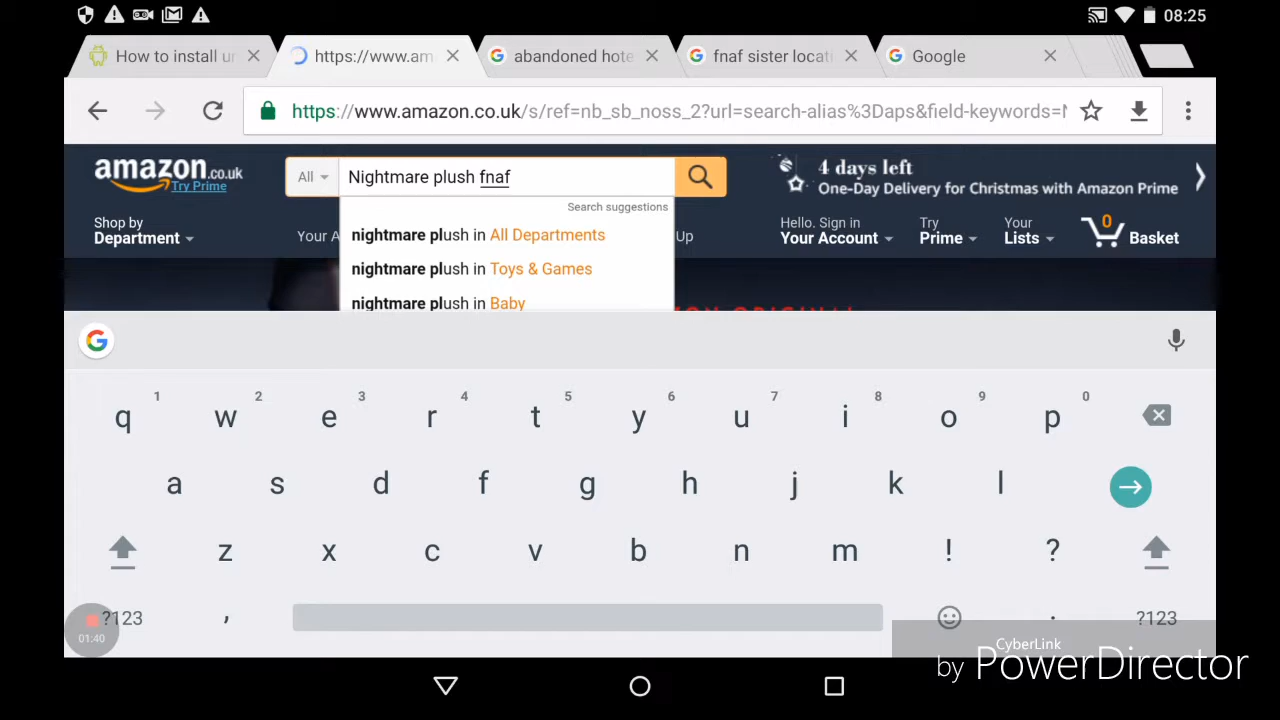 08:25
How to install ur
https://www.am
abandoned hote
fnaf sister locati
Google
https://www.amazon.co.uk/s/ref=nb_sb_noss_2?url=search-alias%3Daps&field-keywords=N
amazon.co.uk
Try Prime
All
Nightmare plush fnaf
4 days left
One-Day Delivery for Christmas with Amazon Prime
Search suggestions
Shop by
Department
Your A
Up
Hello. Sign in
Your Account
Try
Prime
Your
Lists
0
Basket
nightmare plush in All Departments
nightmare plush in Toys & Games
nightmare plush in Baby
G
1 2 3 4 5 6 7 8 9 0
q w e r t y u i o p
a s d f g h j k l
z x c v b n m ! ?
?123 , . ?123
01:40
CyberLink
by PowerDirector